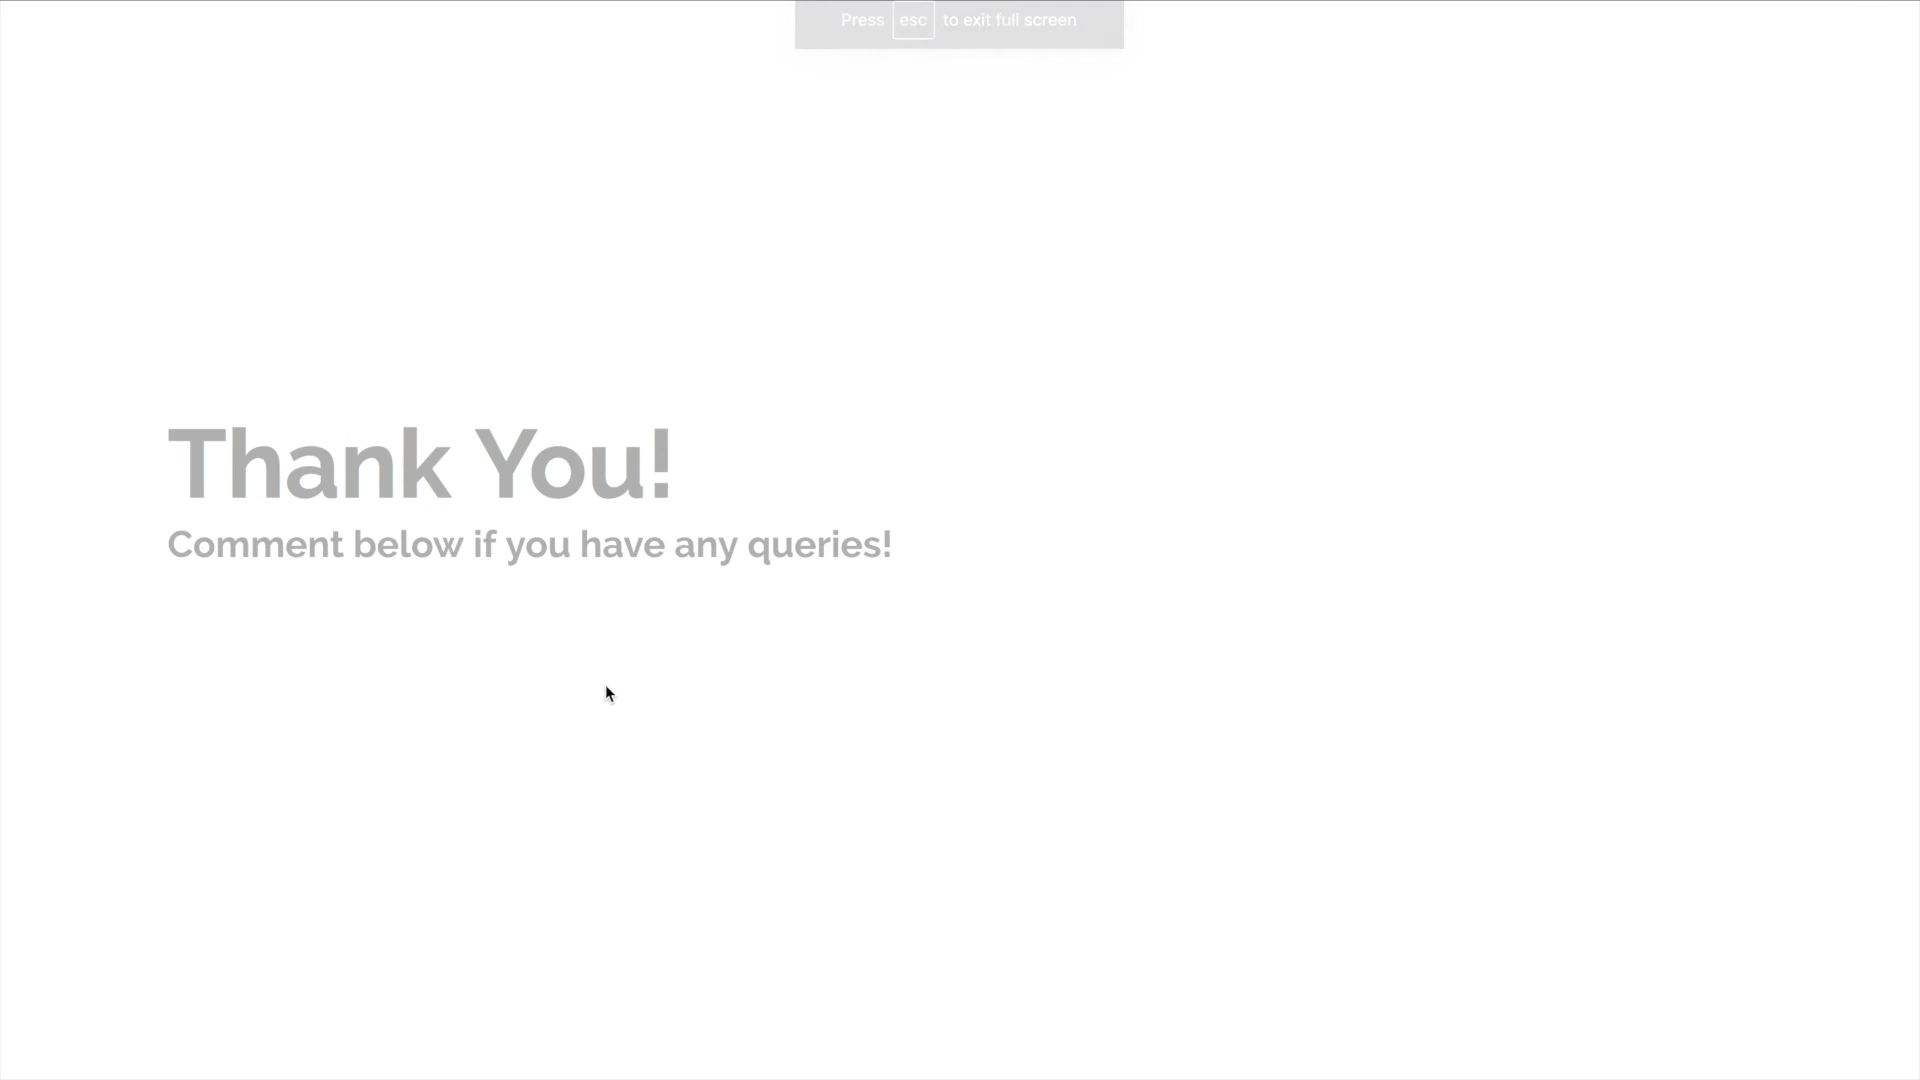 Press esc to exit full screen
Thank You!
Comment below if you have any queries!